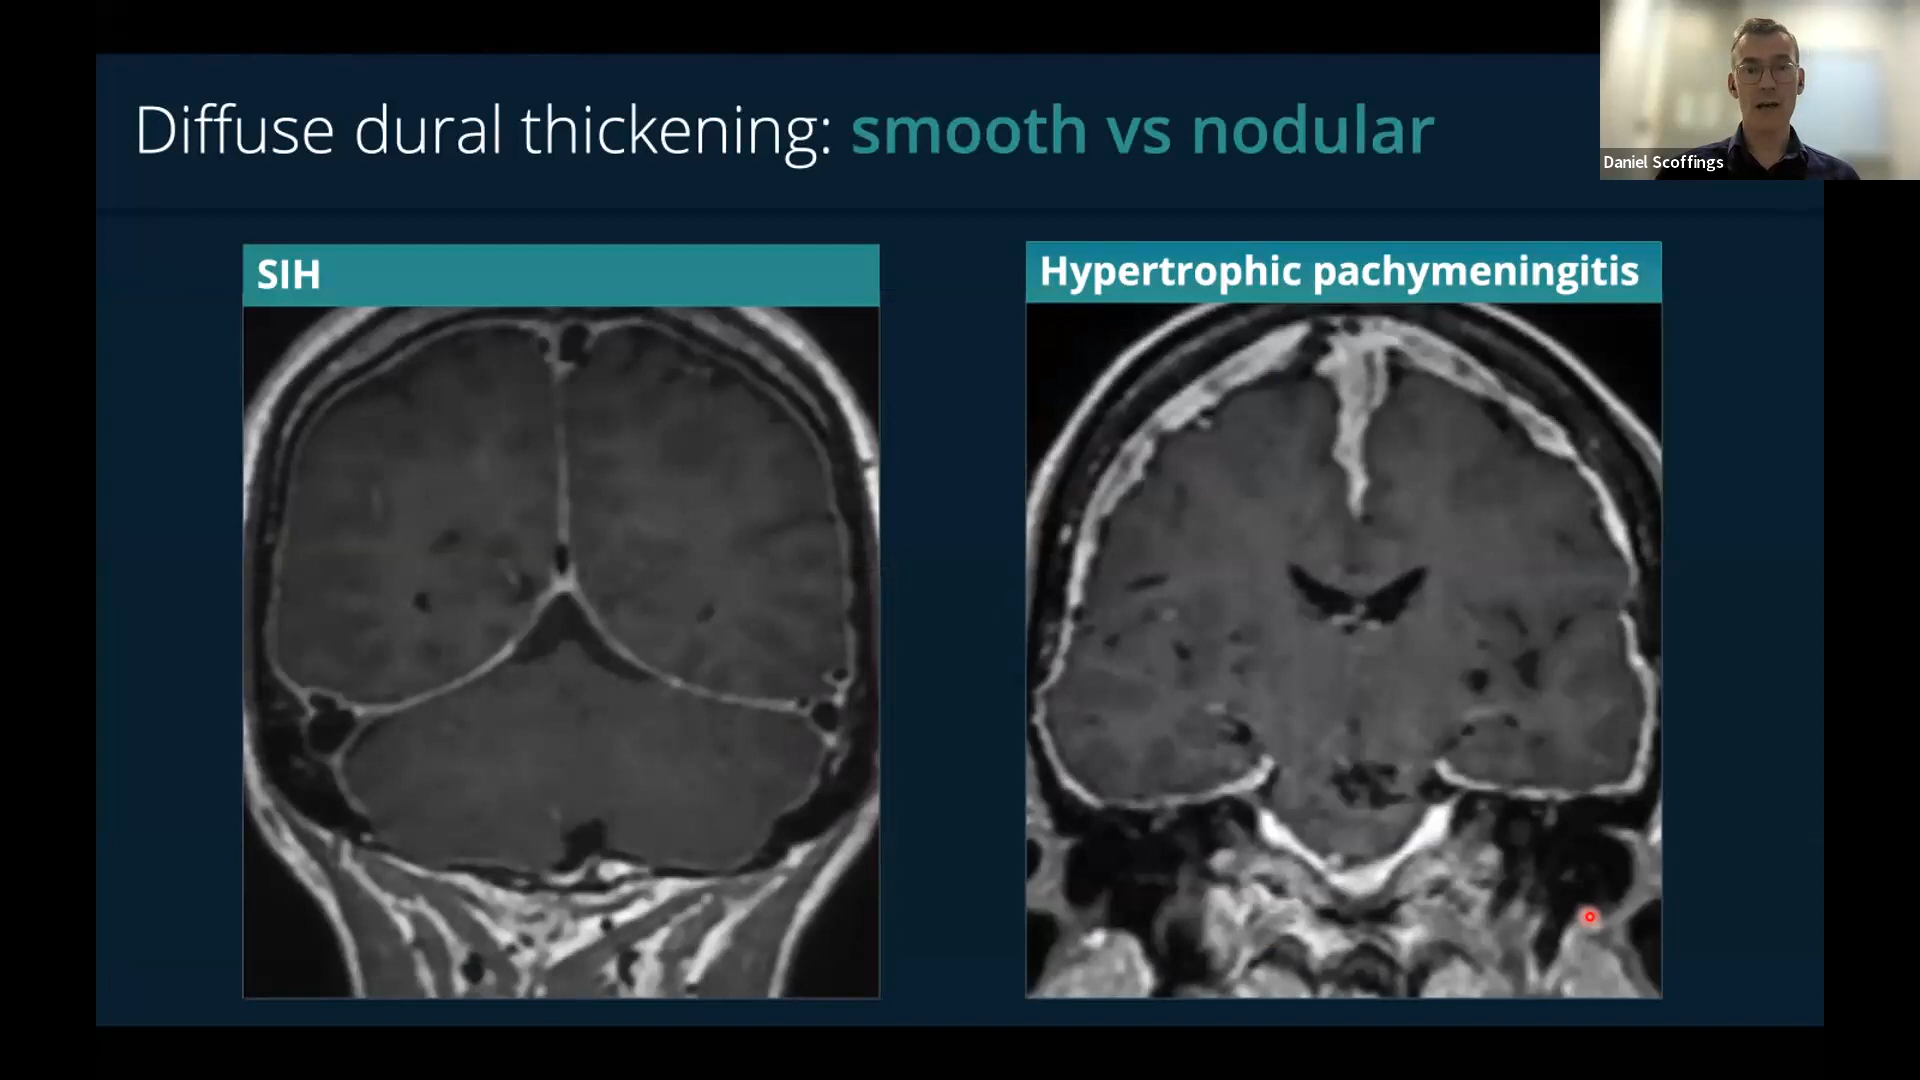 Diffuse dural thickening: smooth vs nodular
Daniel Scoffings
SIH
Hypertrophic pachymeningitis